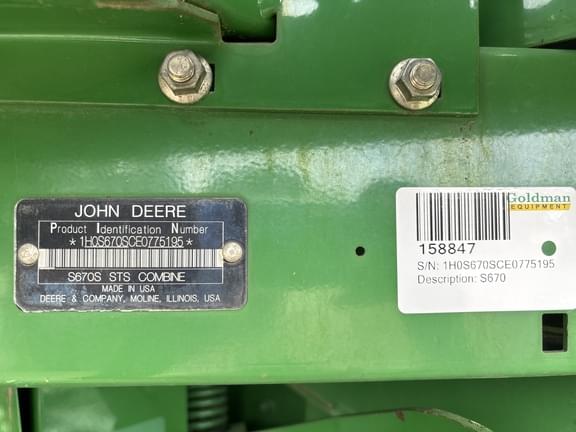 JOHN DEERE
Product Identification Number
*1H0S670SCE0775195*
S670S STS COMBINE
MADE IN USA
DEERE & COMPANY, MOLINE, ILLINOIS, USA
Goldman
EQUIPMENT
158847
S/N: 1H0S670SCE0775195
Description: S670